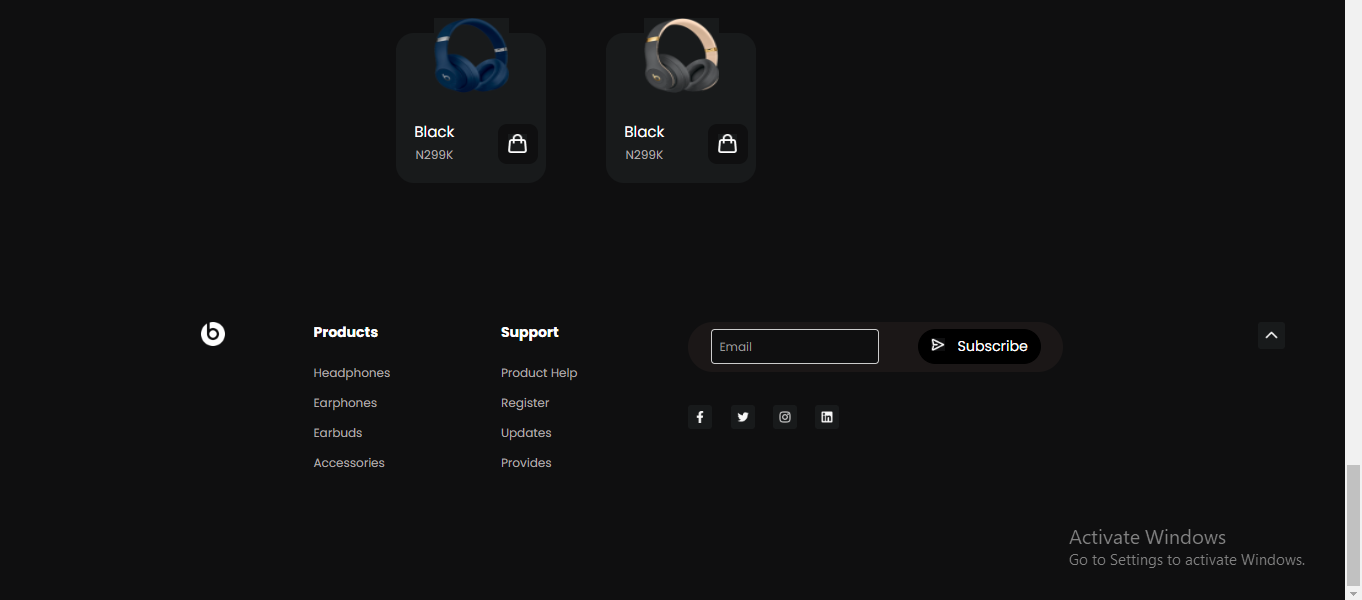 Black
N299K
Black
N299K
Products
Headphones
Earphones
Earbuds
Accessories
Support
Product Help
Register
Updates
Provides
Email
Subscribe
Activate Windows
Go to Settings to activate Windows.